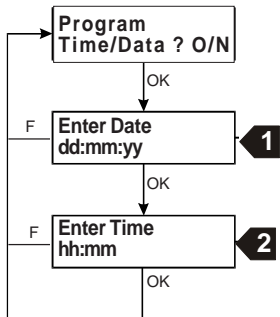 Program
Time/Data ? O/N
OK
F
Enter Date
dd:mm:yy
1
OK
F
Enter Time
hh:mm
2
OK